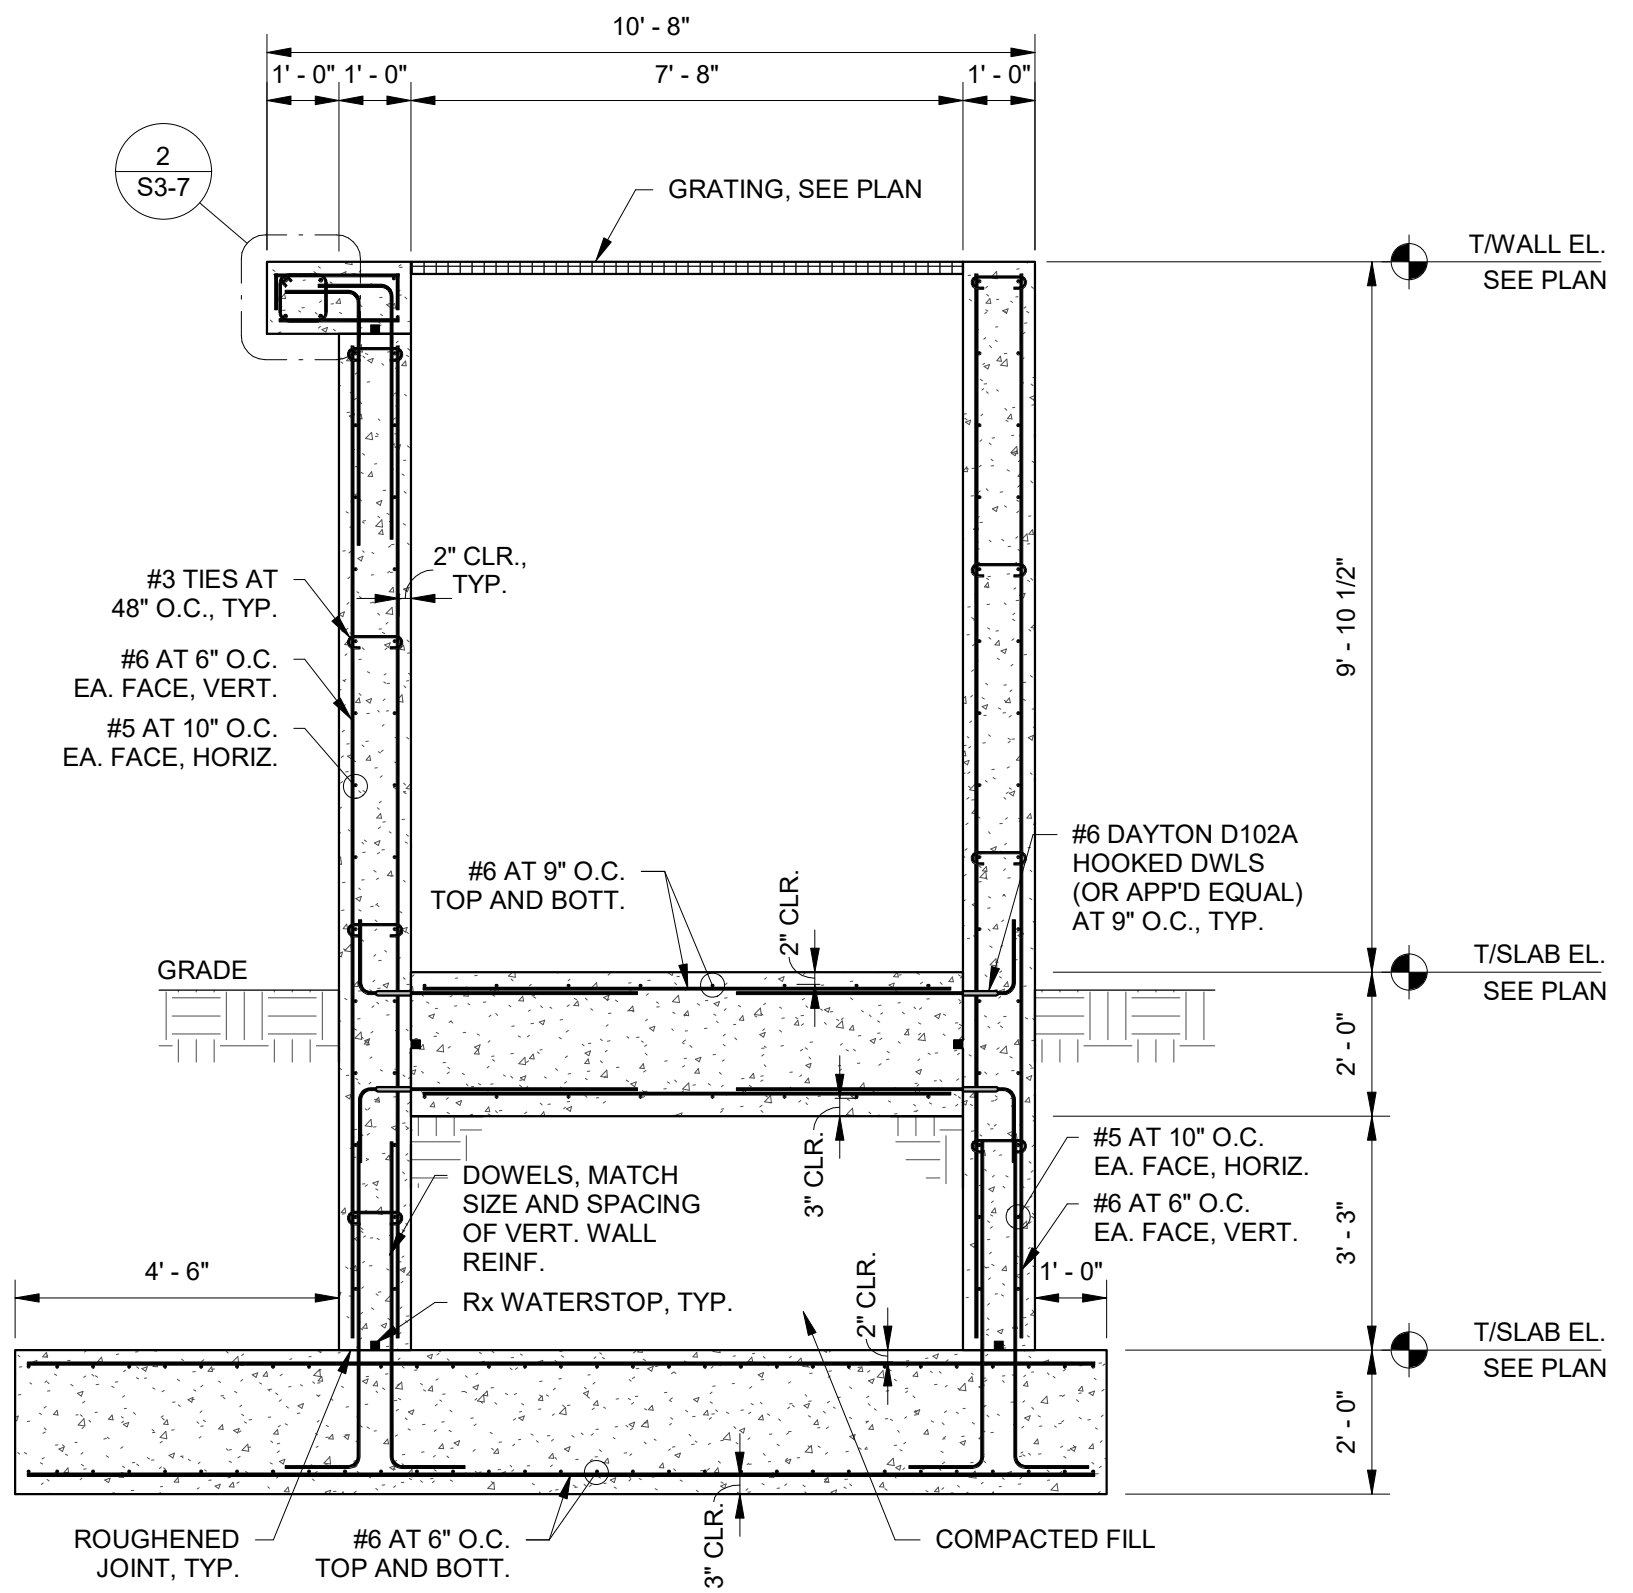 10' - 8"
1' - 0"
1' - 0"
7' - 8"
1' - 0"
2
S3-7
GRATING, SEE PLAN
T/WALL EL.
SEE PLAN
#3 TIES AT
48" O.C., TYP.
2" CLR.,
TYP.
#6 AT 6" O.C.
EA. FACE, VERT.
#5 AT 10" O.C.
EA. FACE, HORIZ.
9' - 10 1/2"
#6 DAYTON D102A
HOOKED DWLS
(OR APP'D EQUAL)
AT 9" O.C., TYP.
#6 AT 9" O.C.
TOP AND BOTT.
2" CLR.
GRADE
T/SLAB EL.
SEE PLAN
2' - 0"
3" CLR.
#5 AT 10" O.C.
EA. FACE, HORIZ.
#6 AT 6" O.C.
EA. FACE, VERT.
DOWELS, MATCH
SIZE AND SPACING
OF VERT. WALL
REINF.
3' - 3"
4' - 6"
Rx WATERSTOP, TYP.
2" CLR.
1' - 0"
T/SLAB EL.
SEE PLAN
2' - 0"
ROUGHENED
JOINT, TYP.
#6 AT 6" O.C.
TOP AND BOTT.
3" CLR.
COMPACTED FILL